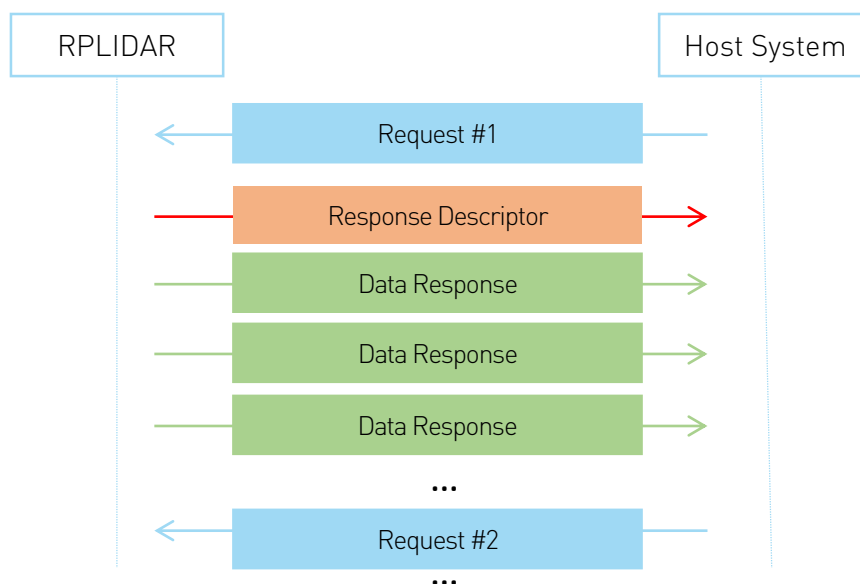 RPLIDAR
Host System
Request #1
Response Descriptor
Data Response
Data Response
Data Response
...
Request #2
...